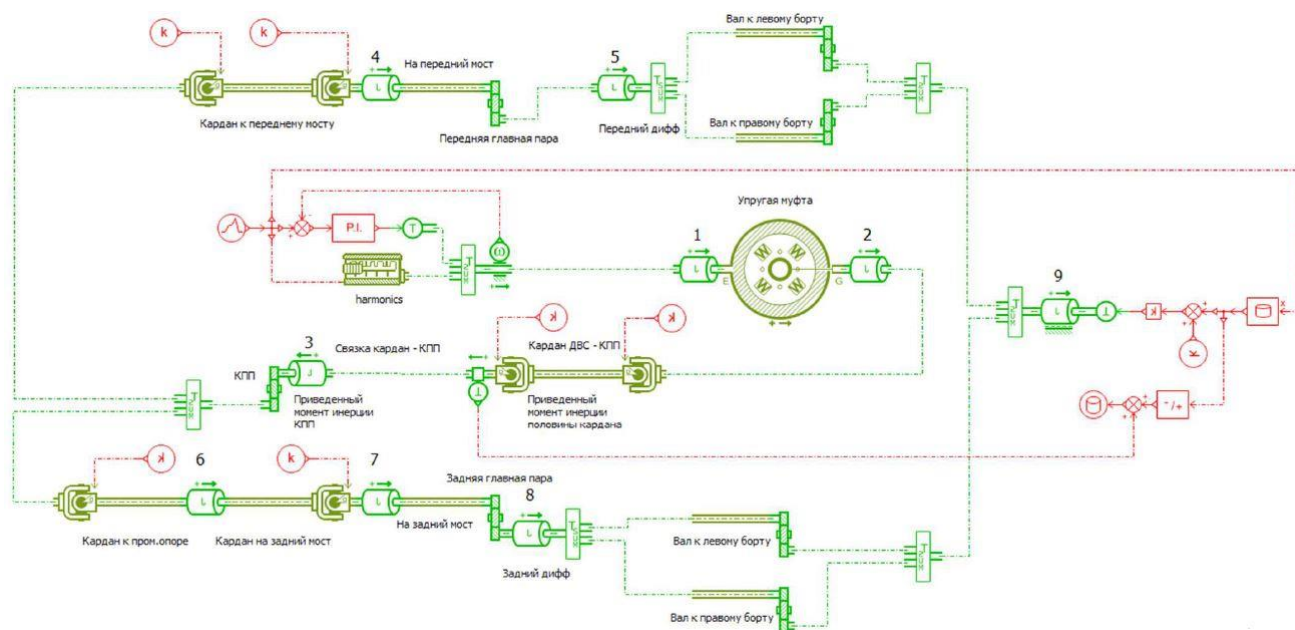 k
k
4
На передний мост
5
Вал к левому борту
Кардан к переднему мосту
Передняя главная пара
Передний дифф
Вал к правому борту
Упругая муфта
P.I.
T
ω
1
2
harmonics
E
G
9
x
K
Связка кардан - КПП
Кардан ДВС - КПП
3
КПП
J
Приведенный
момент инерции
КПП
Приведенный
момент инерции
половины кардана
-/+
6
k
7
Задняя главная пара
8
Кардан к пром.опоре
Кардан на задний мост
На задний мост
Задний дифф
Вал к левому борту
Вал к правому борту